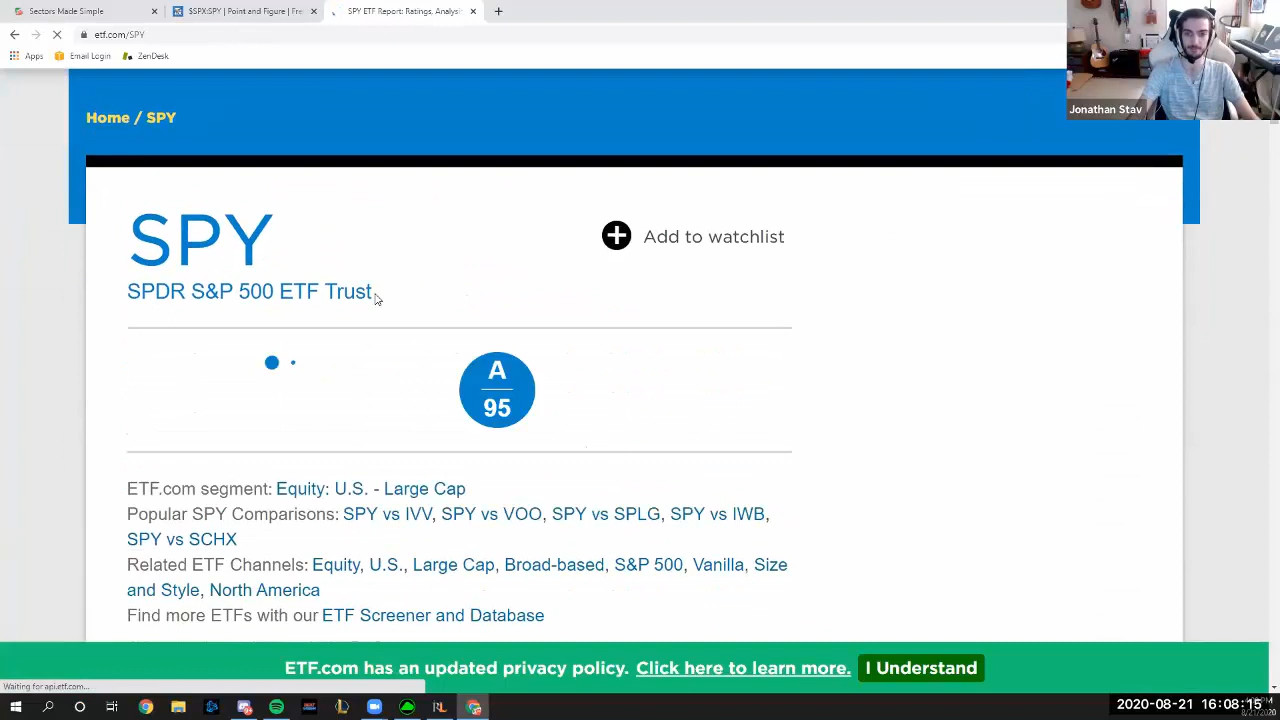 Sectors Made Simple
$SPX | Point and Figure | Fre
SPY ETF Report: Ratings, Analysi
etf.com/SPY
Apps Email Login ZenDesk
Jonathan Stav
Home / SPY
SPY
Add to watchlist
SPDR S&P 500 ETF Trust
A
95
ETF.com segment: Equity: U.S. - Large Cap
Popular SPY Comparisons: SPY vs IVV, SPY vs VOO, SPY vs SPLG, SPY vs IWB,
SPY vs SCHX
Related ETF Channels: Equity, U.S., Large Cap, Broad-based, S&P 500, Vanilla, Size
and Style, North America
Find more ETFs with our ETF Screener and Database
ETF.com has an updated privacy policy. Click here to learn more. I Understand
Waiting for api.etf.com...
2020-08-21 16:08:15
8/21/2020